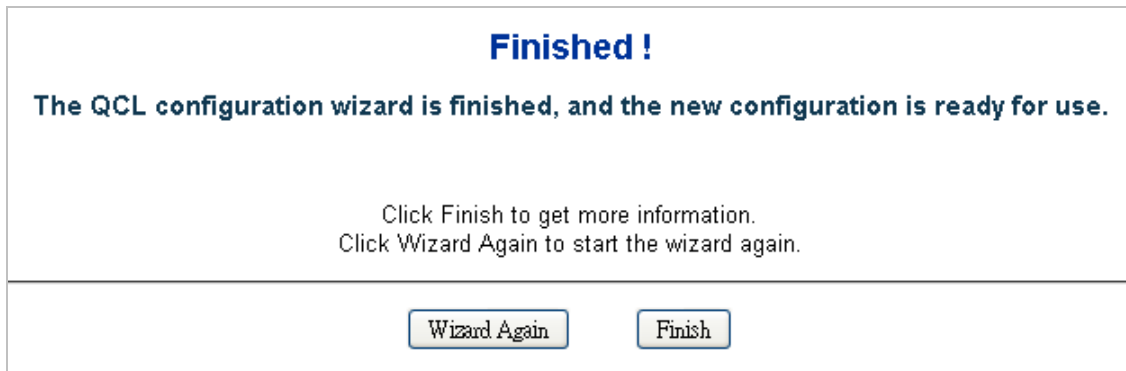 Finished !
The QCL configuration wizard is finished, and the new configuration is ready for use.
Click Finish to get more information.
Click Wizard Again to start the wizard again.
Wizard Again
Finish